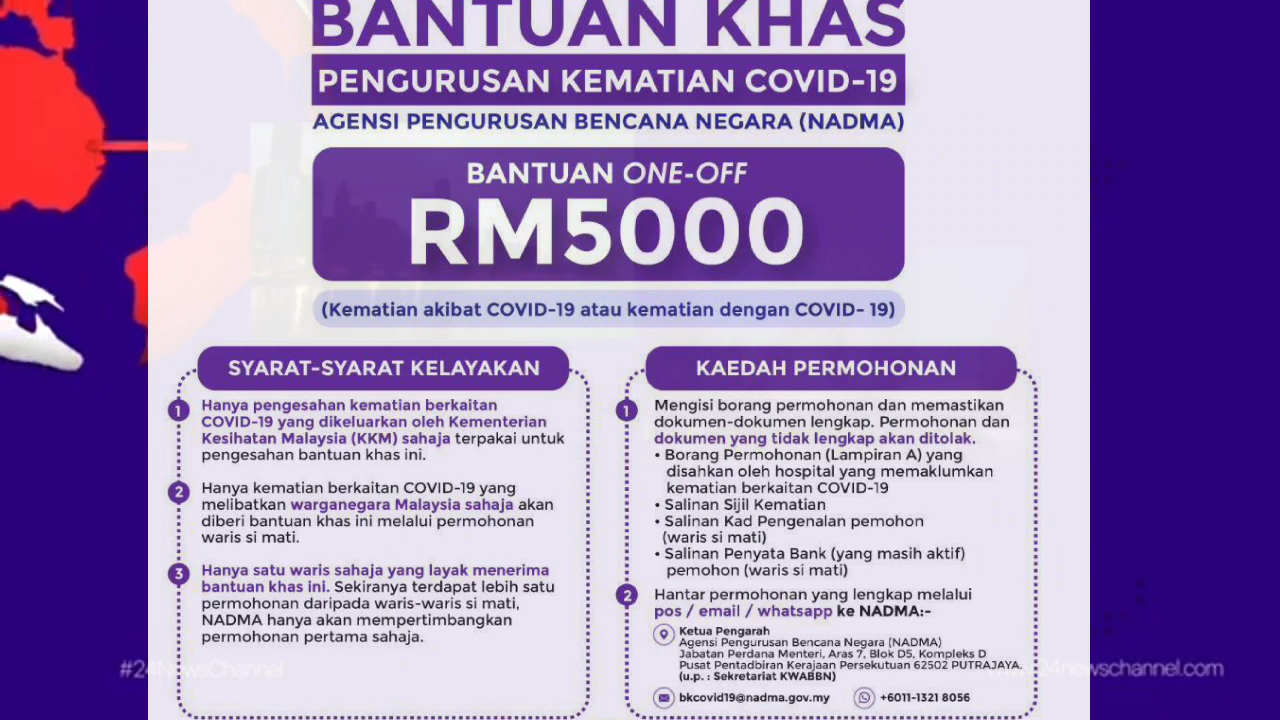 BANTUAN KHAS
PENGURUSAN KEMATIAN COVID-19
AGENSI PENGURUSAN BENCANA NEGARA (NADMA)
BANTUAN ONE-OFF
RM5000
(Kematian akibat COVID-19 atau kematian dengan COVID- 19)
SYARAT-SYARAT KELAYAKAN
1 Hanya pengesahan kematian berkaitan
COVID-19 yang dikeluarkan oleh Kementerian
Kesihatan Malaysia (KKM) sahaja terpakai untuk
pengesahan bantuan khas ini.
2 Hanya kematian berkaitan COVID-19 yang
melibatkan warganegara Malaysia sahaja akan
diberi bantuan khas ini melalui permohonan
waris si mati.
3 Hanya satu waris sahaja yang layak menerima
bantuan khas ini. Sekiranya terdapat lebih satu
permohonan daripada waris-waris si mati,
NADMA hanya akan mempertimbangkan
permohonan pertama sahaja.
KAEDAH PERMOHONAN
1 Mengisi borang permohonan dan memastikan
dokumen-dokumen lengkap. Permohonan dan
dokumen yang tidak lengkap akan ditolak.
• Borang Permohonan (Lampiran A) yang
disahkan oleh hospital yang memaklumkan
kematian berkaitan COVID-19
• Salinan Sijil Kematian
• Salinan Kad Pengenalan pemohon
(waris si mati)
• Salinan Penyata Bank (yang masih aktif)
pemohon (waris si mati)
2 Hantar permohonan yang lengkap melalui
pos / email / whatsapp ke NADMA:-
Ketua Pengarah
Agensi Pengurusan Bencana Negara (NADMA)
Jabatan Perdana Menteri, Aras 7, Blok D5, Kompleks D
Pusat Pentadbiran Kerajaan Persekutuan 62502 PUTRAJAYA.
(u.p. : Sekretariat KWABBN)
bkcovid19@nadma.gov.my
+6011-1321 8056
#24NewsChannel
www.24newschannel.com